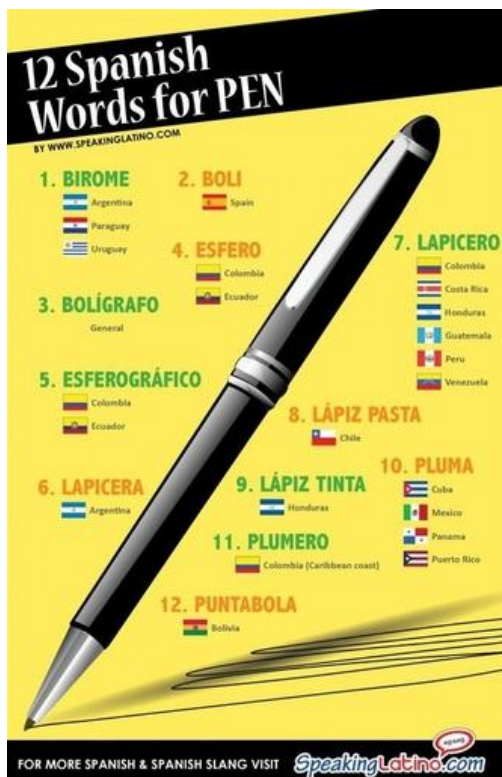 12 Spanish
Words for PEN
BY WWW.SPEAKINGLATINO.COM
1. BIROME
Argentina
Paraguay
Uruguay
2. BOLI
Spain
3. BOLÍGRAFO
General
4. ESFERO
Colombia
Ecuador
5. ESFEROGRÁFICO
Colombia
Ecuador
6. LAPICERA
Argentina
7. LAPICERO
Colombia
Costa Rica
Honduras
Guatemala
Peru
Venezuela
8. LÁPIZ PASTA
Chile
9. LÁPIZ TINTA
Honduras
10. PLUMA
Cuba
Mexico
Panama
Puerto Rico
11. PLUMERO
Colombia (Caribbean coast)
12. PUNTABOLA
Bolivia
FOR MORE SPANISH & SPANISH SLANG VISIT
SpeakingLatino.com